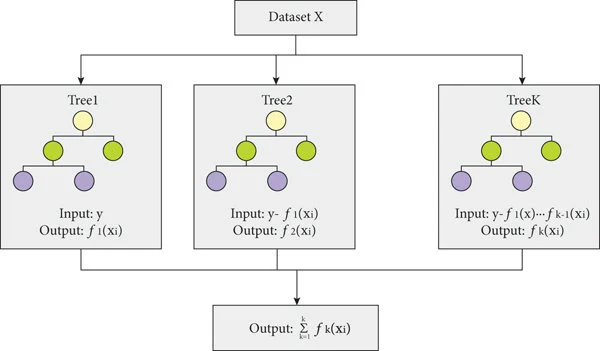 Dataset X
Tree1
Input: y
Output: f 1(xi)
Tree2
Input: y- f 1(xi)
Output: f 2(xi)
TreeK
Input: y-f 1(x)···f k-1(xi)
Output: f k(xi)
Output: k∑k=1 f k(xi)